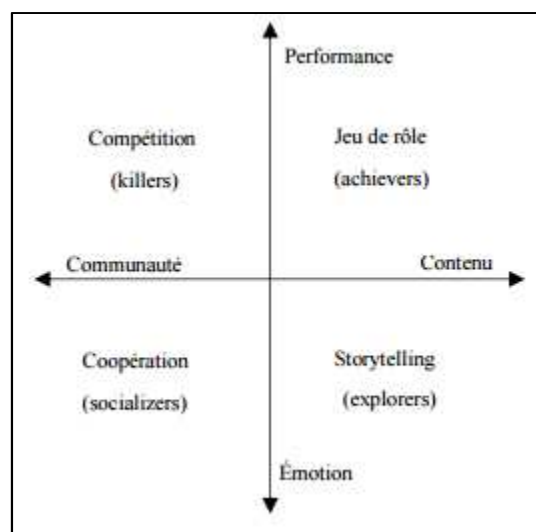 Performance
Compétition
(killers)
Jeu de rôle
(achievers)
Communauté
Contenu
Coopération
(socializers)
Storytelling
(explorers)
Émotion